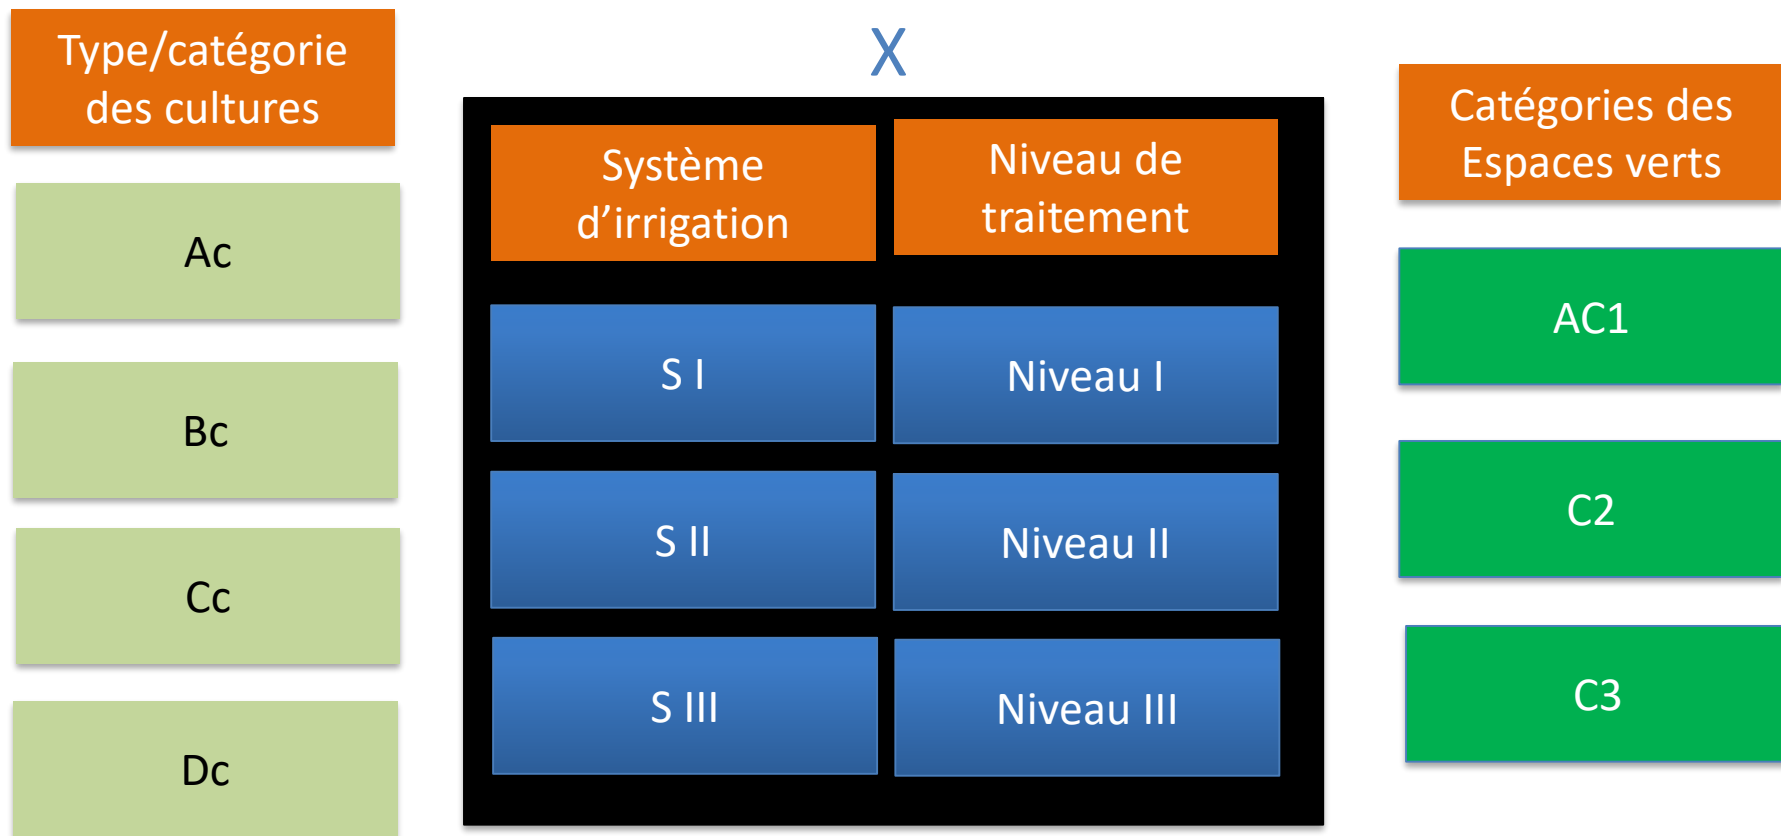 Type/catégorie
des cultures
Ac
Bc
Cc
Dc
X
Système
d’irrigation
Niveau de
traitement
S I
Niveau I
S II
Niveau II
S III
Niveau III
Catégories des
Espaces verts
AC1
C2
C3